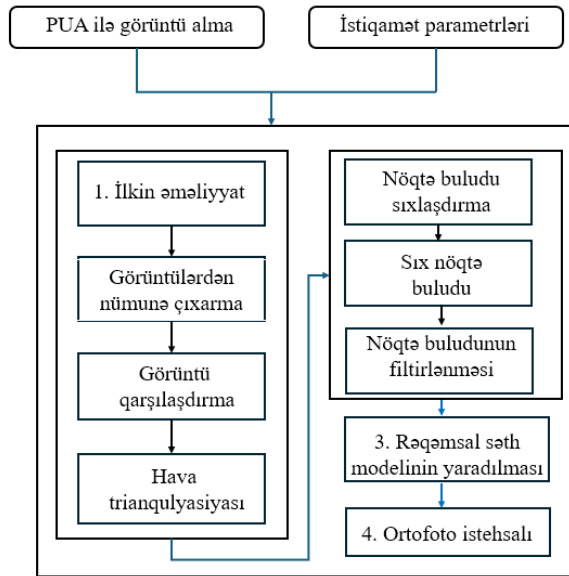 PUA ilə görüntü alma
İstiqamət parametrləri
1. İlkin əməliyyat
Görüntülərdən
nümunə çıxarma
Görüntü
qarşılaşdırma
Hava
trianqulyasiyası
Nöqtə buludu
sıxlaşdırma
Sıx nöqtə
buludu
Nöqtə buludunun
filtirlənməsi
3. Rəqəmsal səth
modelinin yaradılması
4. Ortofoto istehsalı